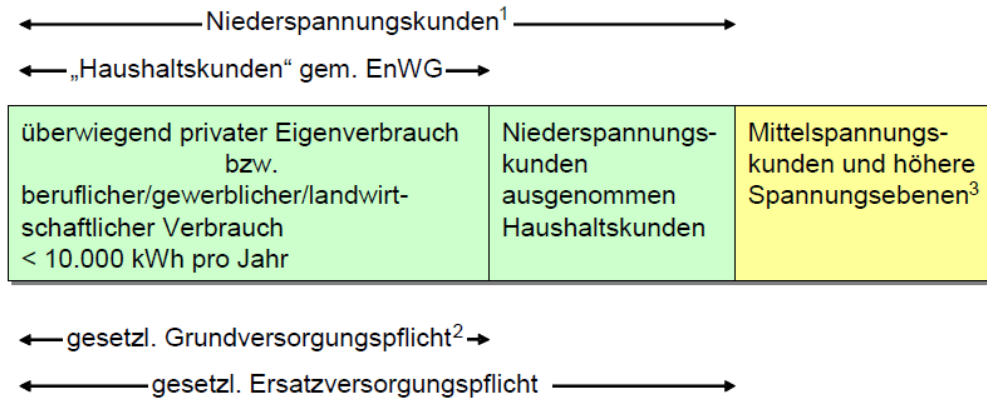 Niederspannungskunden¹
„Haushaltskunden“ gem. EnWG
überwiegend privater Eigenverbrauch
bzw.
beruflicher/gewerblicher/landwirt-
schaftlicher Verbrauch
< 10.000 kWh pro Jahr
Niederspannungs-
kunden
ausgenommen
Haushaltskunden
Mittelspannungs-
kunden und höhere
Spannungsebenen³
gesetzl. Grundversorgungspflicht²
gesetzl. Ersatzversorgungspflicht